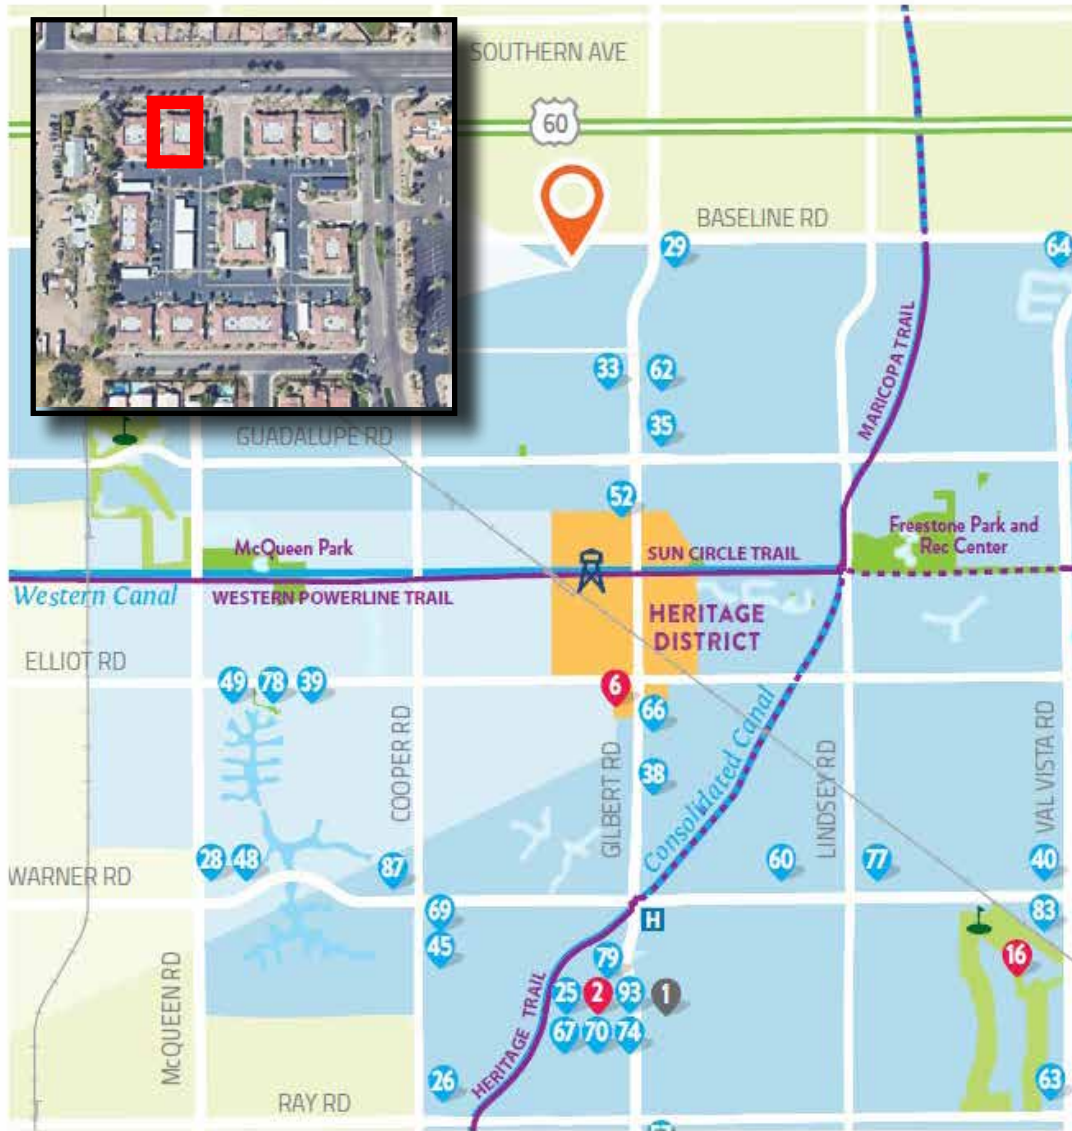 SOUTHERN AVE
60
BASELINE RD
29
64
E
33
62
MARICOPA TRAIL
35
GUADALUPE RD
52
Freestone Park and
Rec Center
McQueen Park
SUN CIRCLE TRAIL
Western Canal
WESTERN POWERLINE TRAIL
HERITAGE
DISTRICT
ELLIOT RD
49
78
39
6
66
COOPER RD
GILBERT RD
38
Consolidated Canal
LINDSEY RD
VAL VISTA RD
28
48
87
60
77
40
WARNER RD
69
H
83
45
79
16
McQUEEN RD
HERITAGE TRAIL
25
2
93
1
67
70
74
26
63
RAY RD